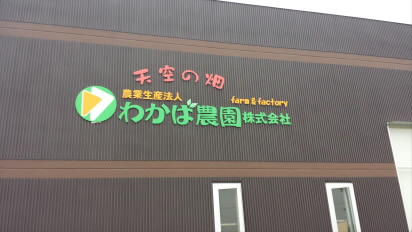 天空の畑
農業生産法人 farm & factory
わかば農園株式会社